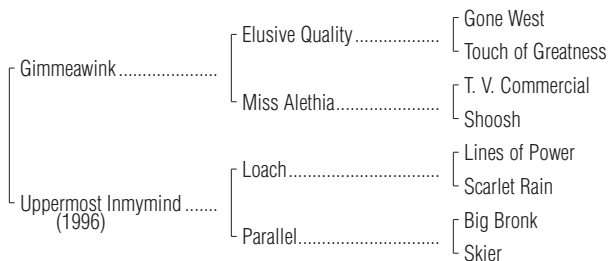 Gone West
Elusive Quality ..................
Touch of Greatness
Gimmeawink .....................
T. V. Commercial
Miss Alethia......................
Shoosh
Lines of Power
Loach................................
Scarlet Rain
Uppermost Inmymind .......
(1996)
Big Bronk
Parallel..............................
Skier